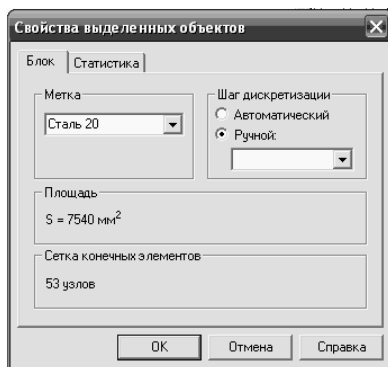 Свойства выделенных объектов
Блок
Статистика
Метка
Сталь 20
Шаг дискретизации
Автоматический
Ручной:
Площадь
S = 7540 мм²
Сетка конечных элементов
53 узлов
OK
Отмена
Справка